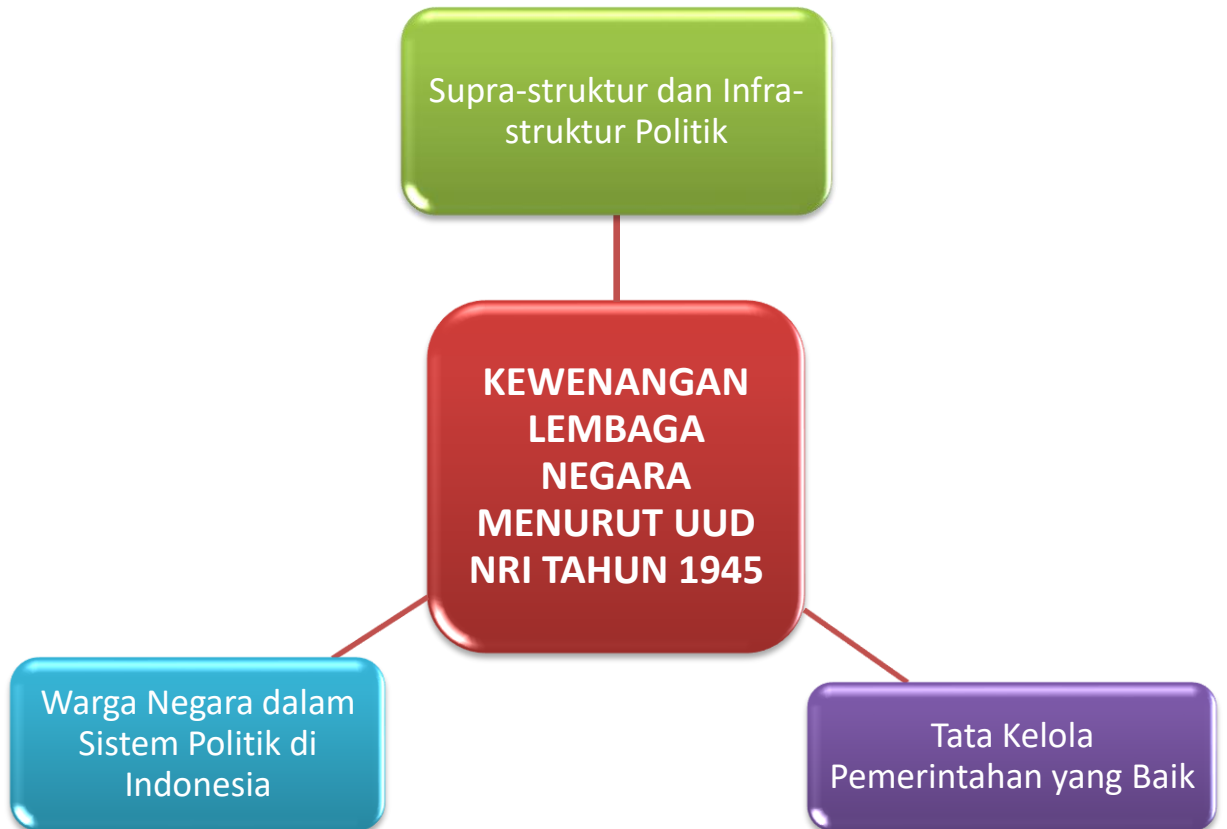 Supra-struktur dan Infra-
struktur Politik
KEWENANGAN
LEMBAGA
NEGARA
MENURUT UUD
NRI TAHUN 1945
Warga Negara dalam
Sistem Politik di
Indonesia
Tata Kelola
Pemerintahan yang Baik